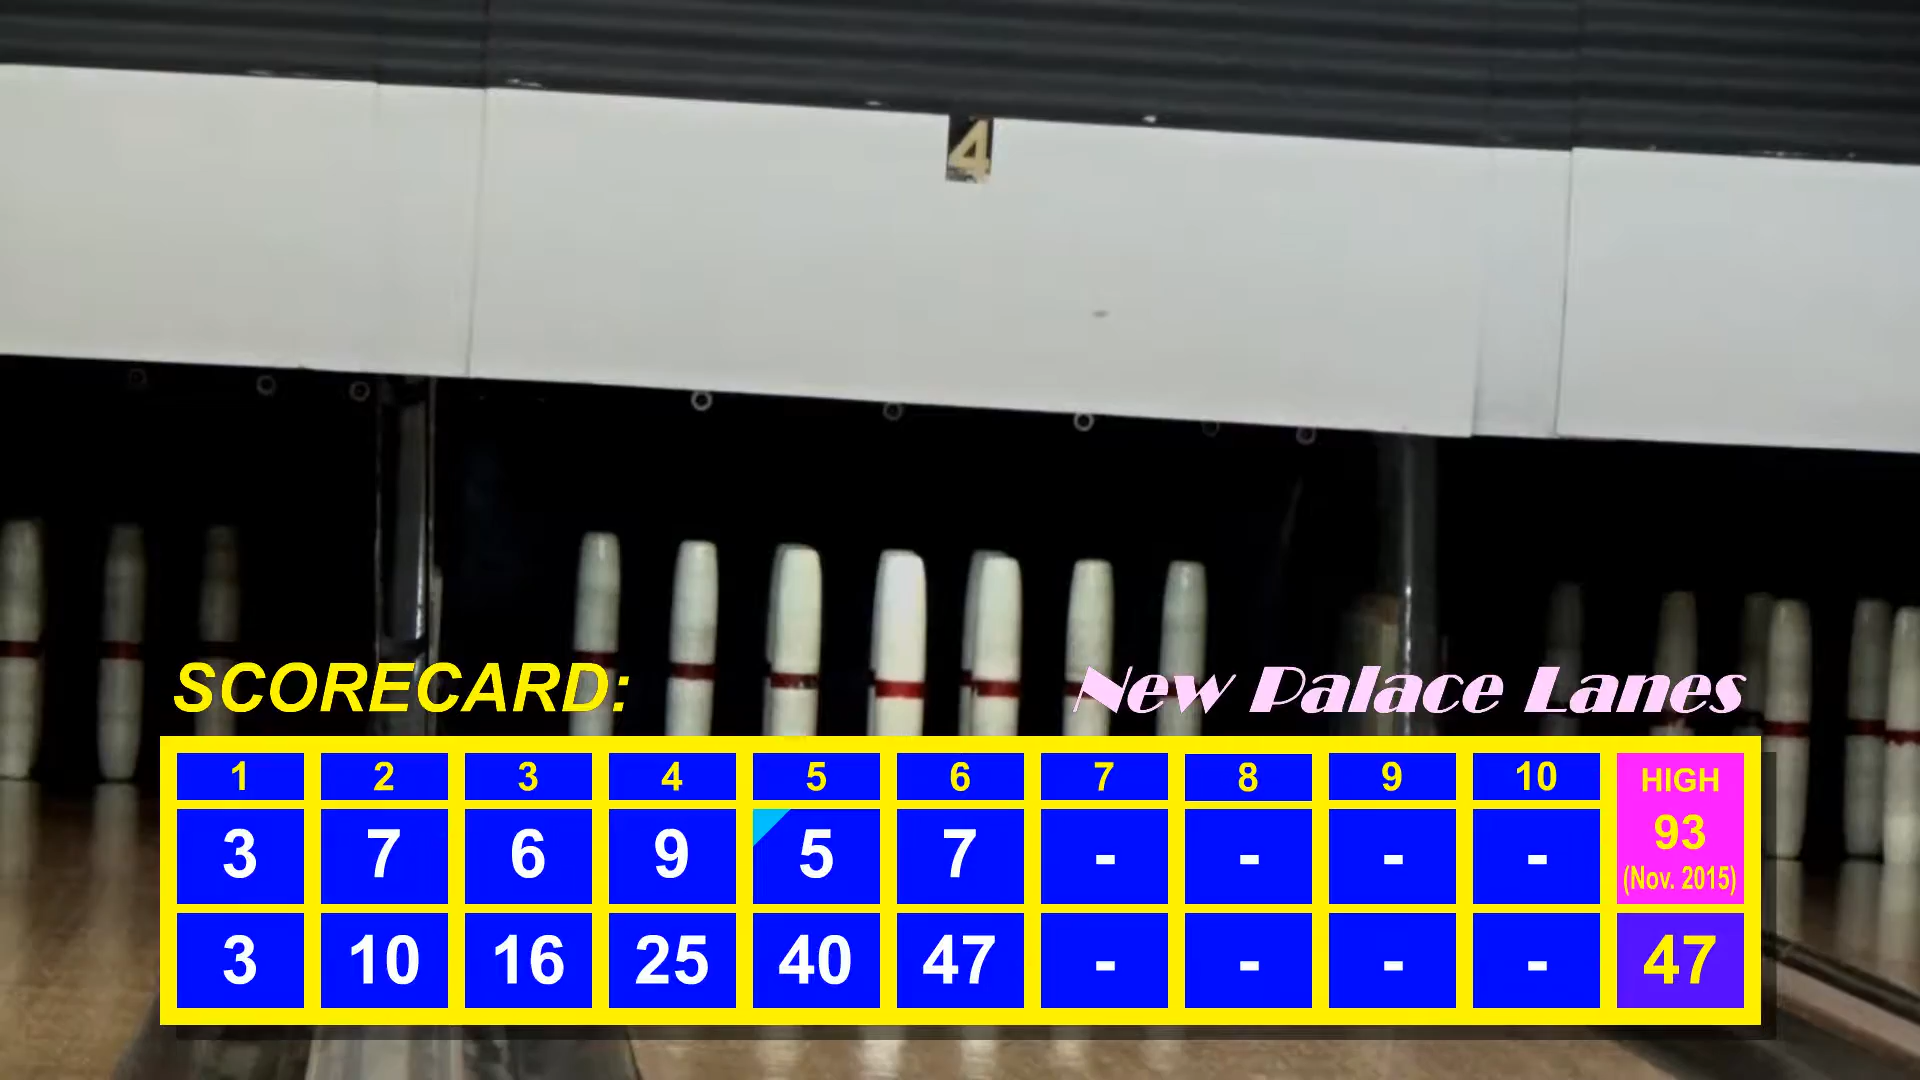 4
SCORECARD:
New Palace Lanes
1 2 3 4 5 6 7 8 9 10 HIGH
3 7 6 9 5 7 - - - - 93
(Nov. 2015)
3 10 16 25 40 47 - - - - 47